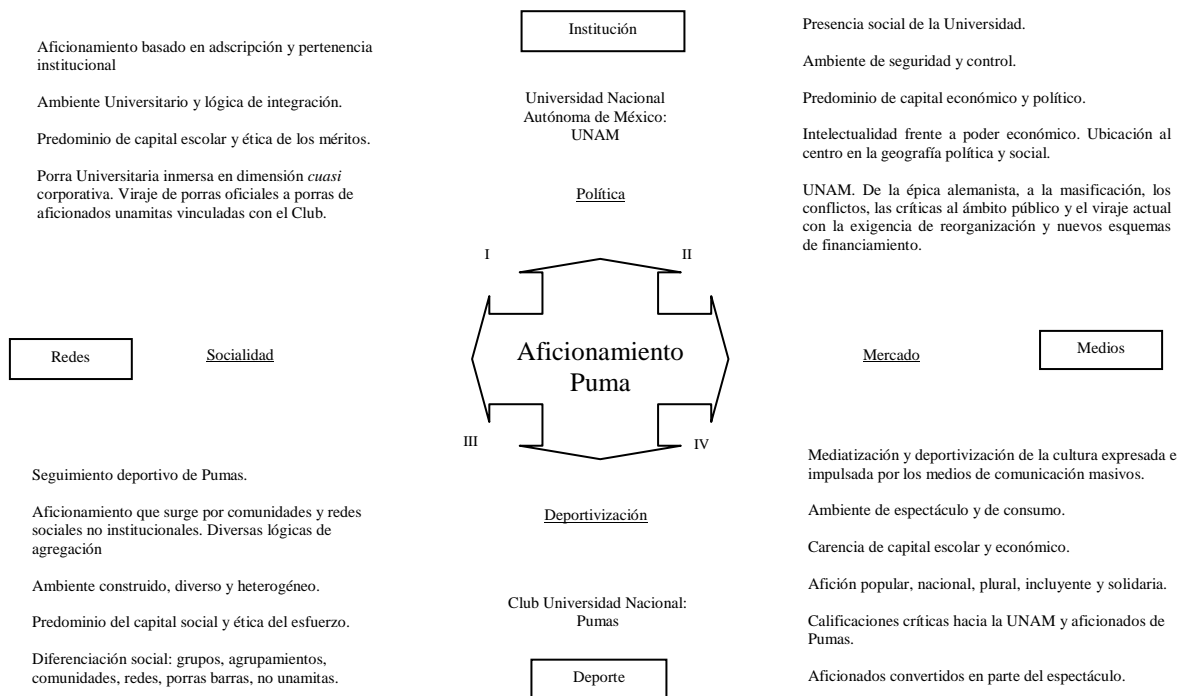 Institución
Universidad Nacional
Autónoma de México:
UNAM
Política
Aficionamiento basado en adscripción y pertenencia
institucional
Ambiente Universitario y lógica de integración.
Predominio de capital escolar y ética de los méritos.
Porra Universitaria inmersa en dimensión cuasi
corporativa. Viraje de porras oficiales a porras de
aficionados unamitas vinculadas con el Club.
Presencia social de la Universidad.
Ambiente de seguridad y control.
Predominio de capital económico y político.
Intelectualidad frente a poder económico. Ubicación al
centro en la geografía política y social.
UNAM. De la épica alemanista, a la masificación, los
conflictos, las críticas al ámbito público y el viraje actual
con la exigencia de reorganización y nuevos esquemas
de financiamiento.
I
II
Redes
Socialidad
Aficionamiento
Puma
Mercado
Medios
III
IV
Seguimiento deportivo de Pumas.
Aficionamiento que surge por comunidades y redes
sociales no institucionales. Diversas lógicas de
agregación
Ambiente construido, diverso y heterogéneo.
Predominio del capital social y ética del esfuerzo.
Diferenciación social: grupos, agrupamientos,
comunidades, redes, porras barras, no unamitas.
Deportivización
Club Universidad Nacional:
Pumas
Deporte
Mediatización y deportivización de la cultura expresada e
impulsada por los medios de comunicación masivos.
Ambiente de espectáculo y de consumo.
Carencia de capital escolar y económico.
Afición popular, nacional, plural, incluyente y solidaria.
Calificaciones críticas hacia la UNAM y aficionados de
Pumas.
Aficionados convertidos en parte del espectáculo.